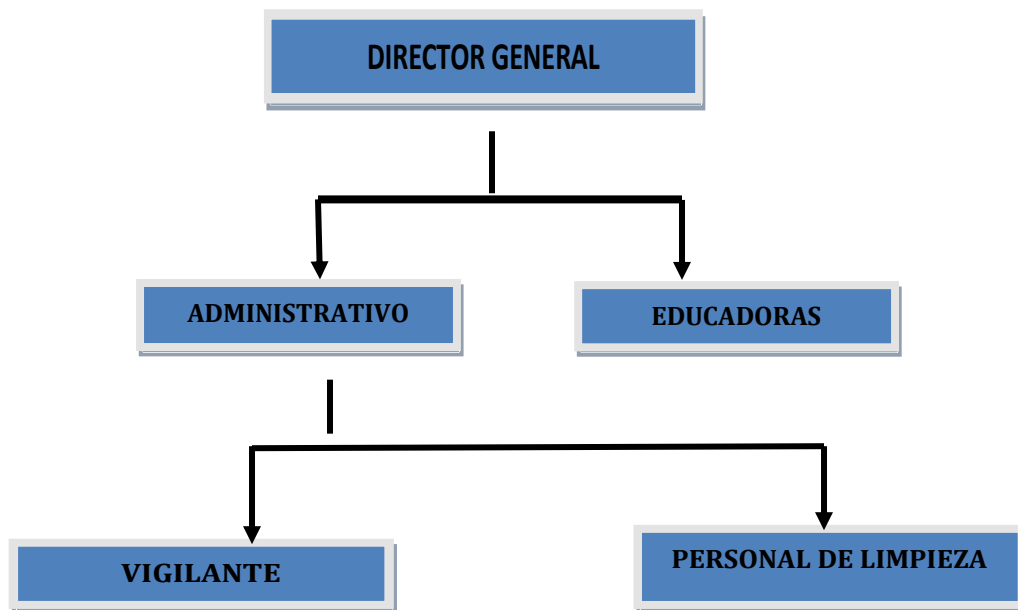 DIRECTOR GENERAL
ADMINISTRATIVO
EDUCADORAS
VIGILANTE
PERSONAL DE LIMPIEZA